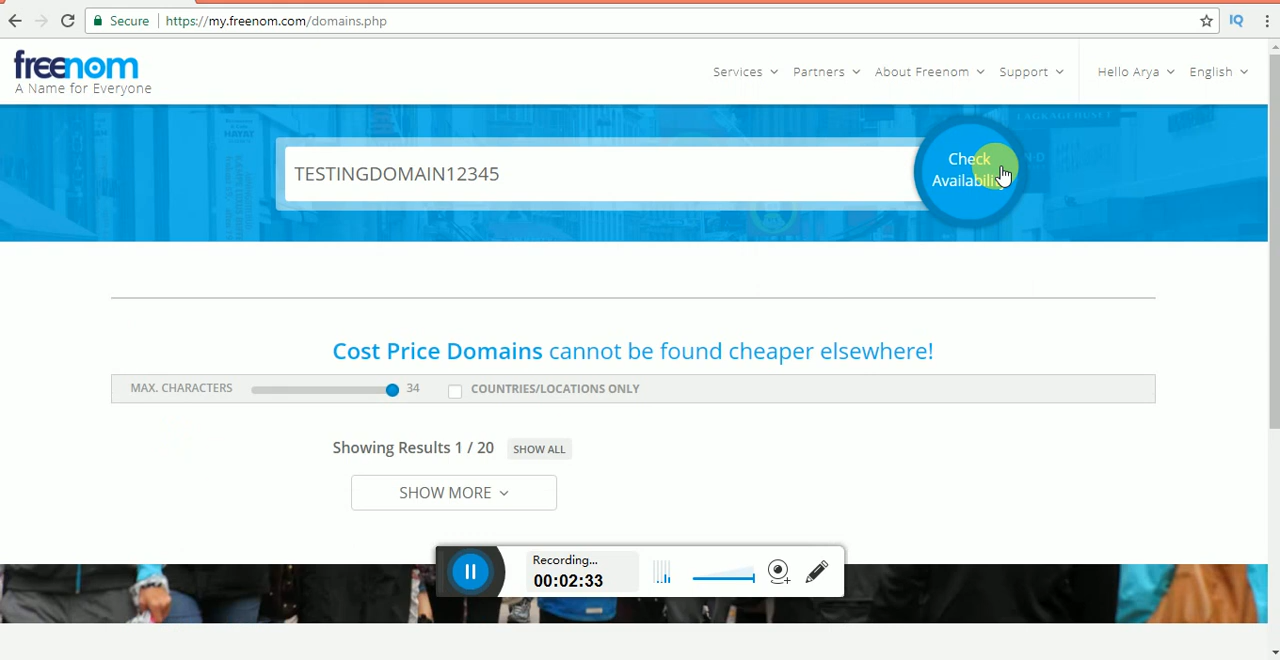 Secure https://my.freenom.com/domains.php IQ
freenom
A Name for Everyone
Services Partners About Freenom Support Hello Arya English
TESTINGDOMAIN12345
Check
Availability
Cost Price Domains cannot be found cheaper elsewhere!
MAX. CHARACTERS 34 COUNTRIES/LOCATIONS ONLY
Showing Results 1 / 20 SHOW ALL
SHOW MORE
Recording...
00:02:33